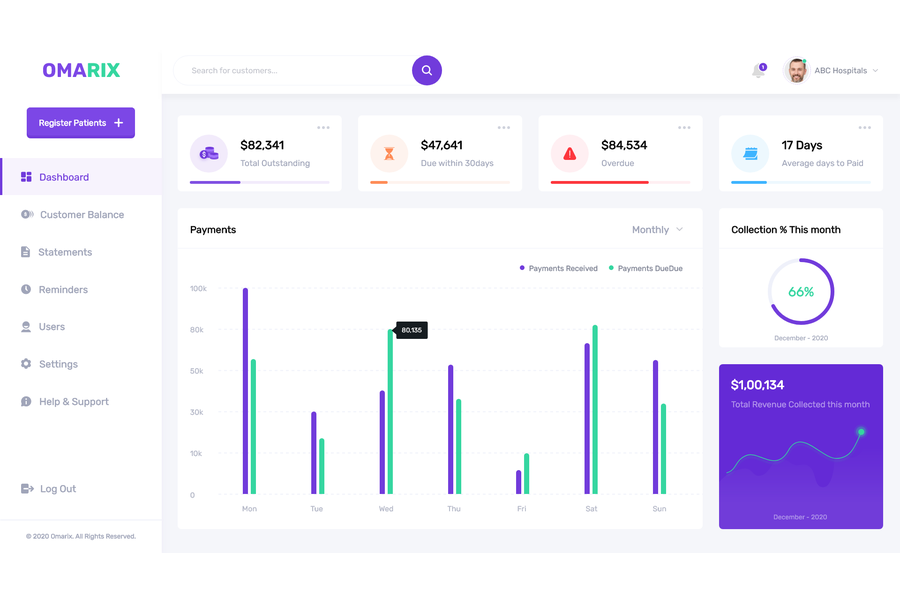 OMARIX
Search for customers...
1
ABC Hospitals
Register Patients +
Dashboard
Customer Balance
Statements
Reminders
Users
Settings
Help & Support
Log Out
© 2020 Omarix. All Rights Reserved.
$82,341
Total Outstanding
$47,641
Due within 30days
$84,534
Overdue
17 Days
Average days to Paid
Payments
Monthly
Payments Received
Payments DueDue
100k
80k
50k
30k
10k
0
80,135
Mon Tue Wed Thu Fri Sat Sun
Collection % This month
66%
December - 2020
$1,00,134
Total Revenue Collected this month
December - 2020